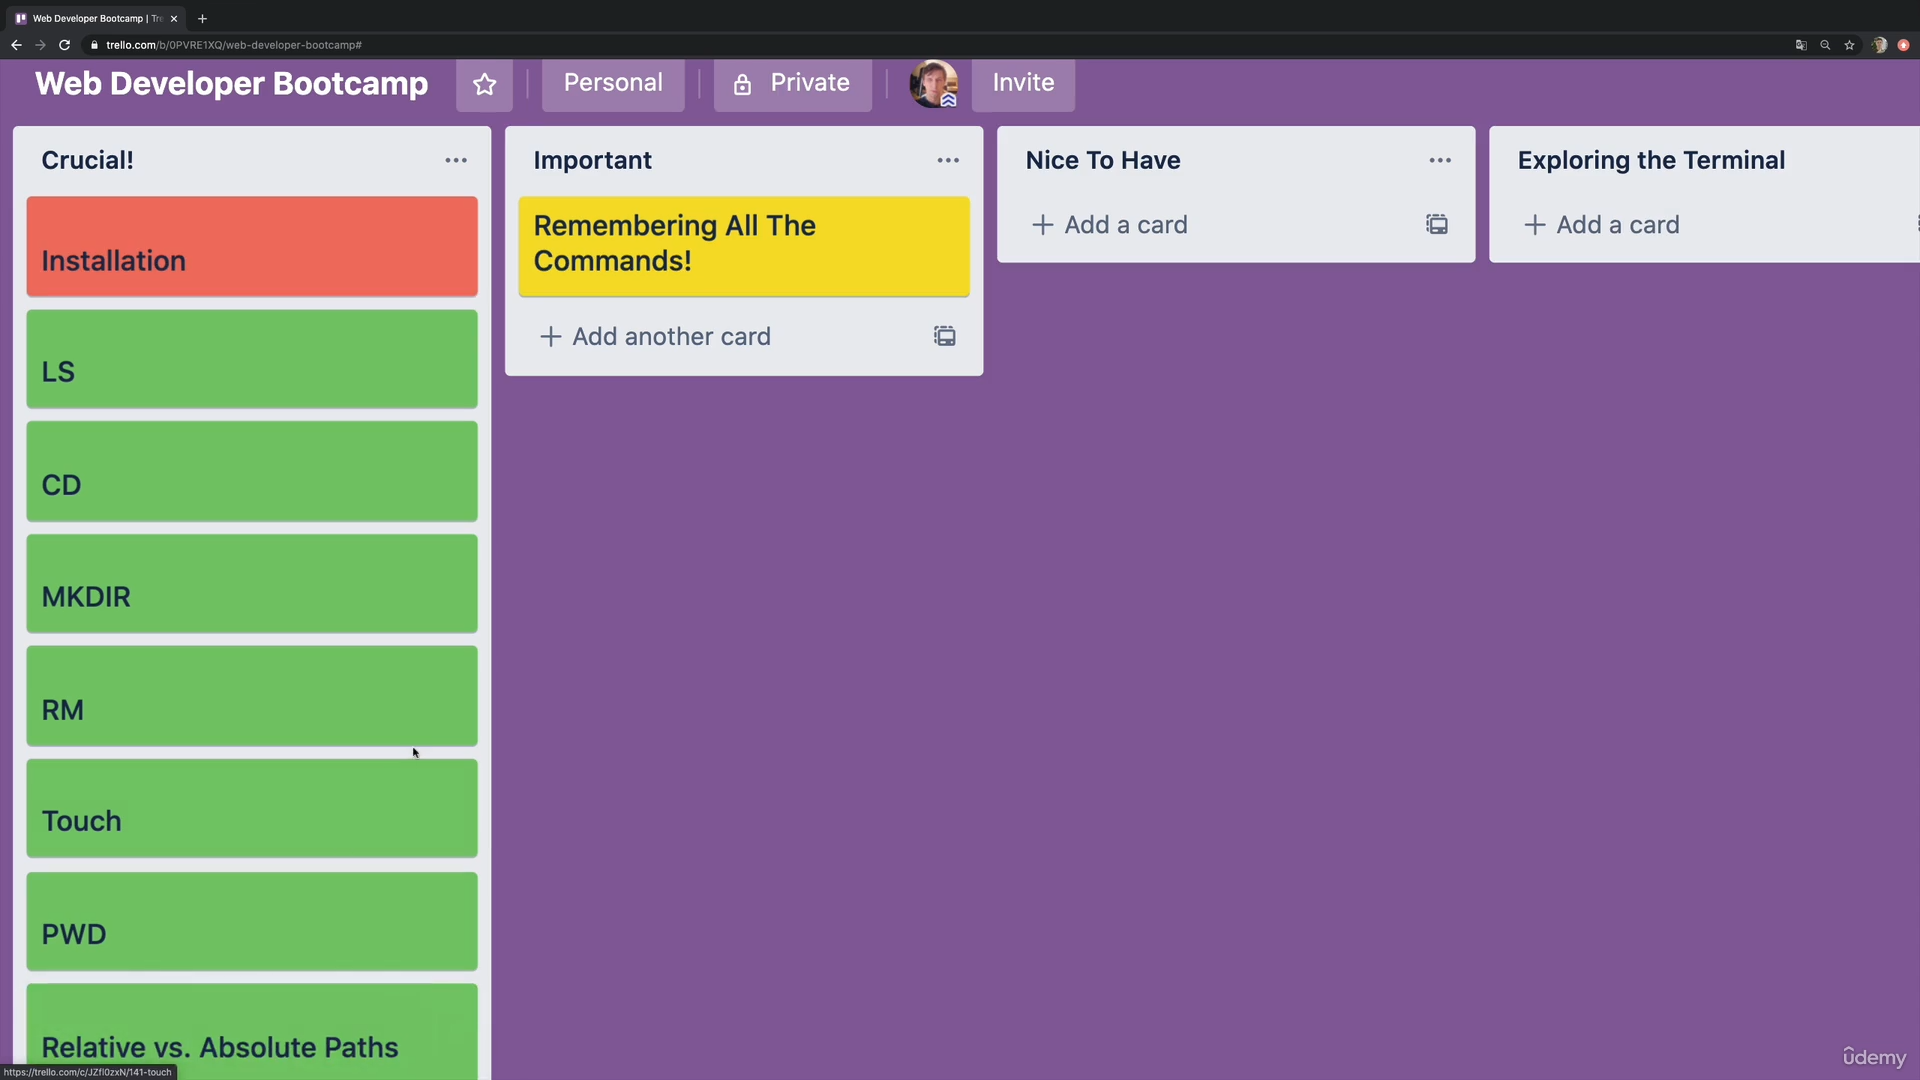 Web Developer Bootcamp | Tre
trello.com/b/0PVRE1XQ/web-developer-bootcamp#
Web Developer Bootcamp
Personal
Private
Invite
Crucial!
Installation
LS
CD
MKDIR
RM
Touch
PWD
Relative vs. Absolute Paths
Important
Remembering All The
Commands!
Add another card
Nice To Have
Add a card
Exploring the Terminal
Add a card
https://trello.com/c/JZfl0zxN/141-touch
udemy